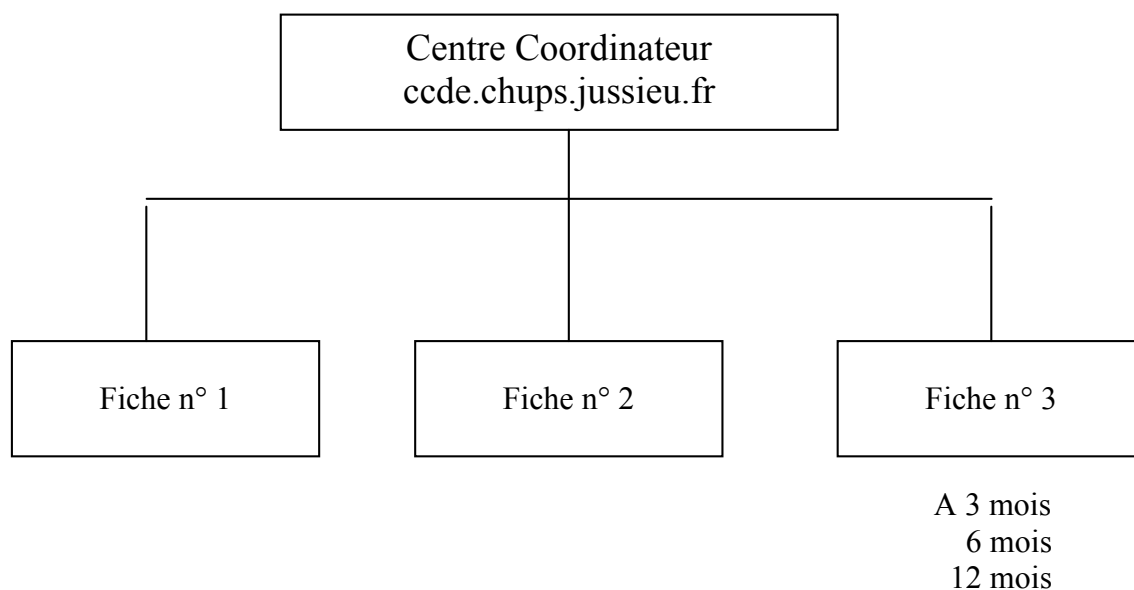 Centre Coordinateur
ccde.chups.jussieu.fr
Fiche n° 1
Fiche n° 2
Fiche n° 3
A 3 mois
6 mois
12 mois